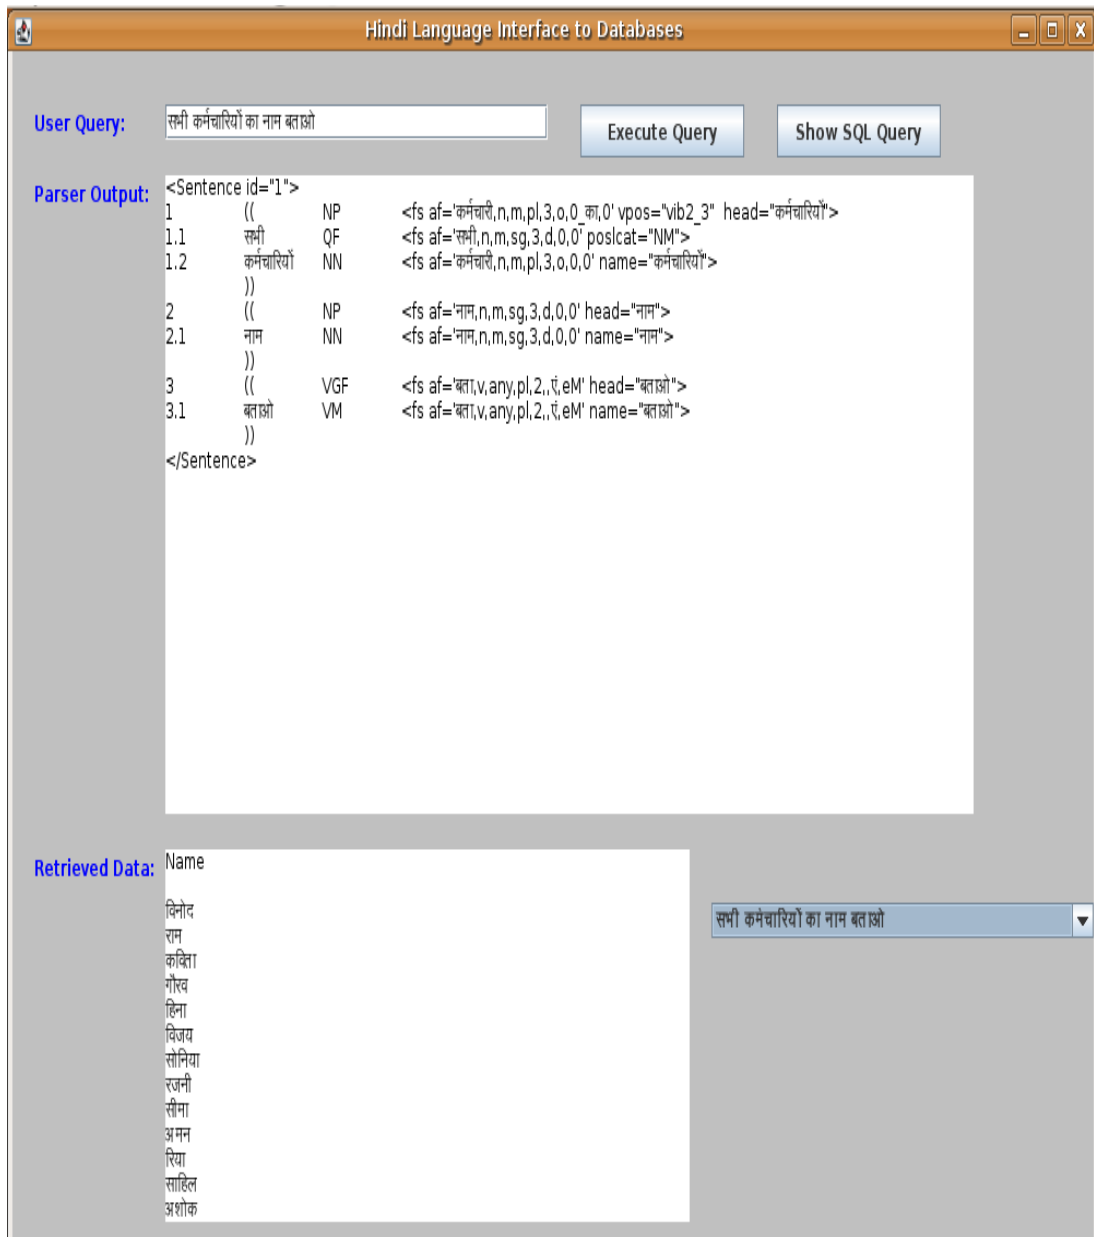 Hindi Language Interface to Databases
User Query: सभी कर्मचारियों का नाम बताओ Execute Query Show SQL Query
Parser Output: <Sentence id="1">
1 (( NP <fs af='कर्मचारी,n,m,pl,3,o,0_का,0' vpos="vib2_3" head="कर्मचारियों">
1.1 सभी QF <fs af='सभी,n,m,sg,3,d,0,0' poslcat="NM">
1.2 कर्मचारियों NN <fs af='कर्मचारी,n,m,pl,3,o,0,0' name="कर्मचारियों">
))
2 (( NP <fs af='नाम,n,m,sg,3,d,0,0' head="नाम">
2.1 नाम NN <fs af='नाम,n,m,sg,3,d,0,0' name="नाम">
))
3 (( VGF <fs af='बता,v,any,pl,2,,एं,eM' head="बताओ">
3.1 बताओ VM <fs af='बता,v,any,pl,2,,एं,eM' name="बताओ">
))
</Sentence>
Retrieved Data: Name
विनोद
सभी कर्मचारियों का नाम बताओ
राम
कविता
गौरव
हिना
विजय
सोनिया
रजनी
सीमा
अमन
रिया
साहिल
अशोक